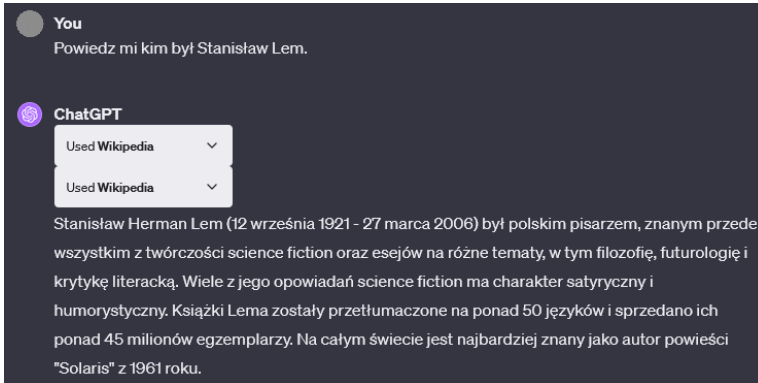 You
Powiedz mi kim był Stanisław Lem.
ChatGPT
Used Wikipedia
Used Wikipedia
Stanisław Herman Lem (12 września 1921 - 27 marca 2006) był polskim pisarzem, znanym przede
wszystkim z twórczości science fiction oraz esejów na różne tematy, w tym filozofię, futurologię i
krytykę literacką. Wiele z jego opowiadań science fiction ma charakter satyryczny i
humorystyczny. Książki Lema zostały przetłumaczone na ponad 50 języków i sprzedano ich
ponad 45 milionów egzemplarzy. Na całym świecie jest najbardziej znany jako autor powieści
"Solaris" z 1961 roku.